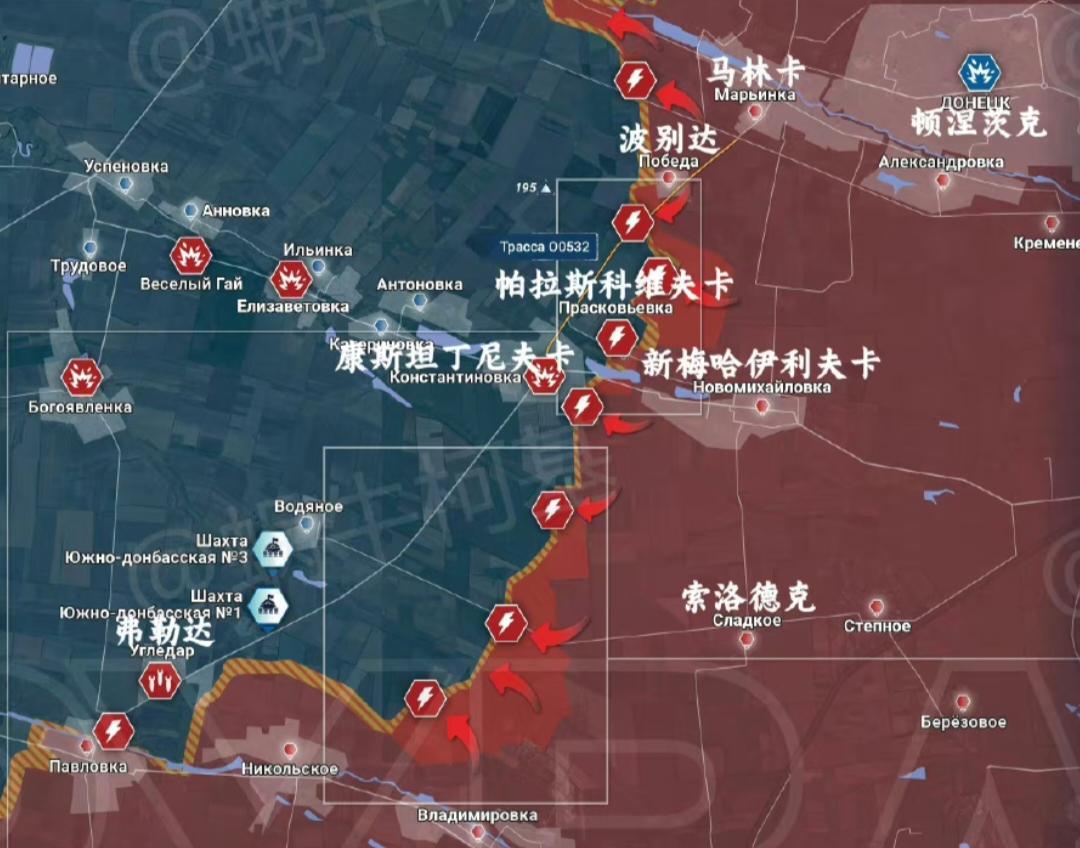 тарное
马林卡
Марьинка
ДОНЕЦК
顿涅茨克
波别达
Победа
Александровка
Успеновка
195
Анновка
Кремене
Трасса О0532
Ильинка
Трудовое
Веселый Гай
Антоновка
帕拉斯科维夫卡
Елизаветовка
Прасковьевка
Катериновка
康斯坦丁尼夫卡
新梅哈伊利夫卡
Константиновка
Новомихайловка
Богоявленка
Водяное
Шахта
Южно-донбасская №3
Шахта
Южно-донбасская №1
索洛德克
Сладкое
Степное
弗勒达
Угледар
Берёзовое
Павловка
Никольское
Владимировка